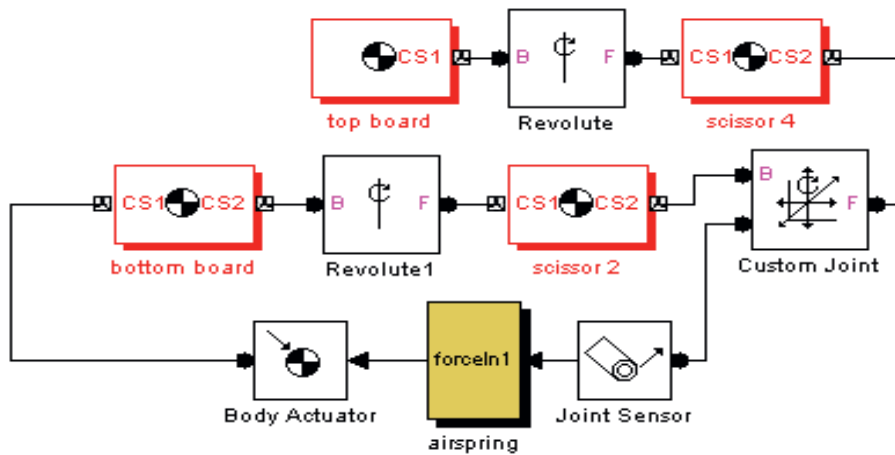 CS1 B F CS1 CS2
top board Revolute scissor 4
CS1 CS2 B F CS1 CS2 B F
bottom board Revolute1 scissor 2 Custom Joint
forceIn1
Body Actuator airspring Joint Sensor